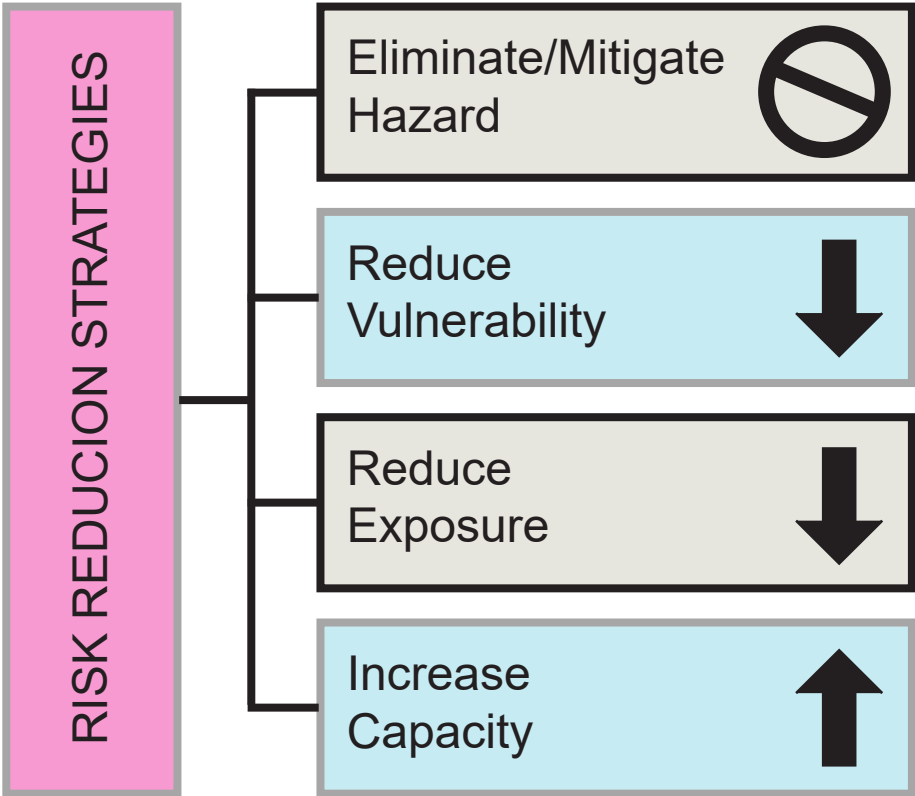 RISK REDUCION STRATEGIES
Eliminate/Mitigate
Hazard
Reduce
Vulnerability
Reduce
Exposure
Increase
Capacity